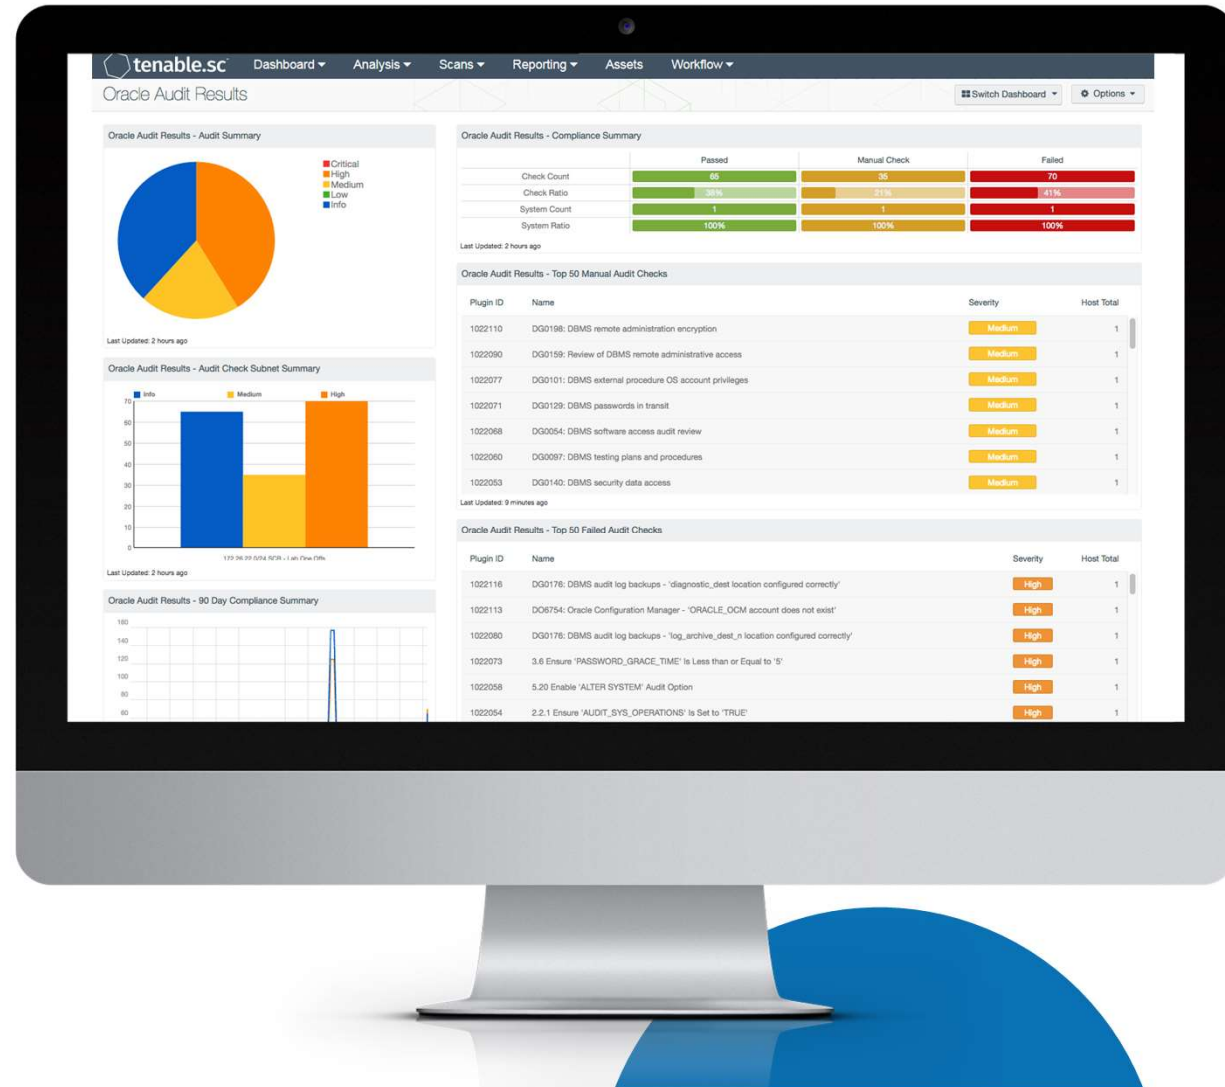 tenable.sc Dashboard Analysis Scans Reporting Assets Workflow
Oracle Audit Results
Switch Dashboard Options
Oracle Audit Results - Audit Summary
Critical
High
Medium
Low
Info
Last Updated: 2 hours ago
Oracle Audit Results - Audit Check Subnet Summary
Info Medium High
70
60
50
40
30
20
10
0
172.26.22.0/24 SCB - Lab One Offs
Last Updated: 2 hours ago
Oracle Audit Results - 90 Day Compliance Summary
160
140
120
100
80
60
Oracle Audit Results - Compliance Summary
Passed Manual Check Failed
Check Count 65 35 70
Check Ratio 38% 21% 41%
System Count 1 1 1
System Ratio 100% 100% 100%
Last Updated: 2 hours ago
Oracle Audit Results - Top 50 Manual Audit Checks
Plugin ID Name Severity Host Total
1022110 DG0198: DBMS remote administration encryption Medium 1
1022090 DG0159: Review of DBMS remote administrative access Medium 1
1022077 DG0101: DBMS external procedure OS account privileges Medium 1
1022071 DG0129: DBMS passwords in transit Medium 1
1022068 DG0054: DBMS software access audit review Medium 1
1022060 DG0097: DBMS testing plans and procedures Medium 1
1022053 DG0140: DBMS security data access Medium 1
Last Updated: 9 minutes ago
Oracle Audit Results - Top 50 Failed Audit Checks
Plugin ID Name Severity Host Total
1022116 DG0176: DBMS audit log backups - 'diagnostic_dest location configured correctly' High 1
1022113 DO6754: Oracle Configuration Manager - 'ORACLE_OCM account does not exist' High 1
1022080 DG0176: DBMS audit log backups - 'log_archive_dest_n location configured correctly' High 1
1022073 3.6 Ensure 'PASSWORD_GRACE_TIME' Is Less than or Equal to '5' High 1
1022058 5.20 Enable 'ALTER SYSTEM' Audit Option High 1
1022054 2.2.1 Ensure 'AUDIT_SYS_OPERATIONS' Is Set to 'TRUE' High 1